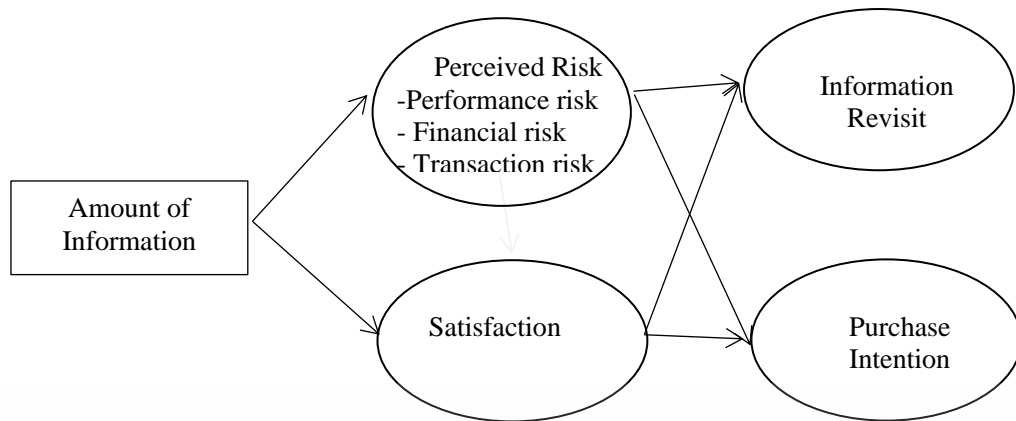 Perceived Risk
-Performance risk
- Financial risk
- Transaction risk
Information
Revisit
Amount of
Information
Satisfaction
Purchase
Intention